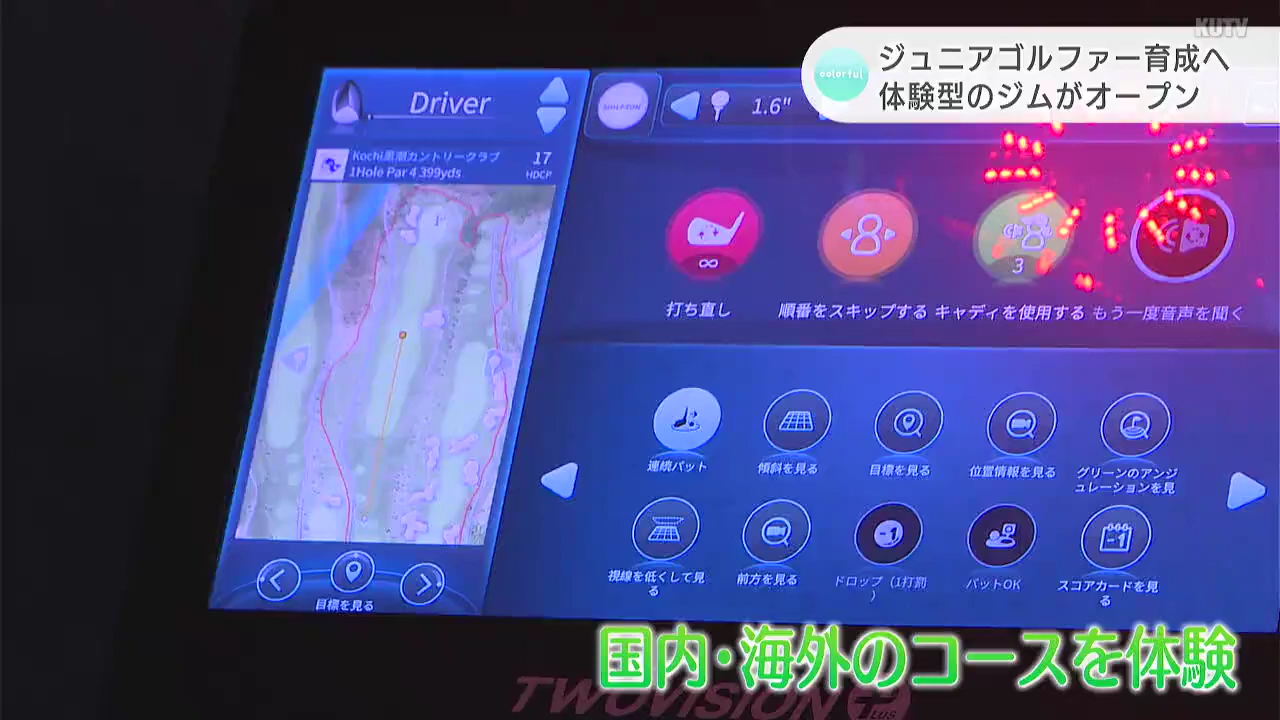 KUTV
colorful
ジュニアゴルファー育成へ
体験型のジムがオープン
Driver
1.6"
Kochi黒潮カントリークラブ
1Hole Par 4 399yds
17
HDCP
∞
3
打ち直し
順番をスキップする
キャディを使用する
もう一度音声を聞く
連続パット
傾斜を見る
目標を見る
位置情報を見る
グリーンのアンジ
ュレーションを見
-1
-1
視線を低くして見
る
前方を見る
ドロップ(1打罰
)
パットOK
スコアカードを見
る
目標を見る
国内・海外のコースを体験
TWOVISION PLUS